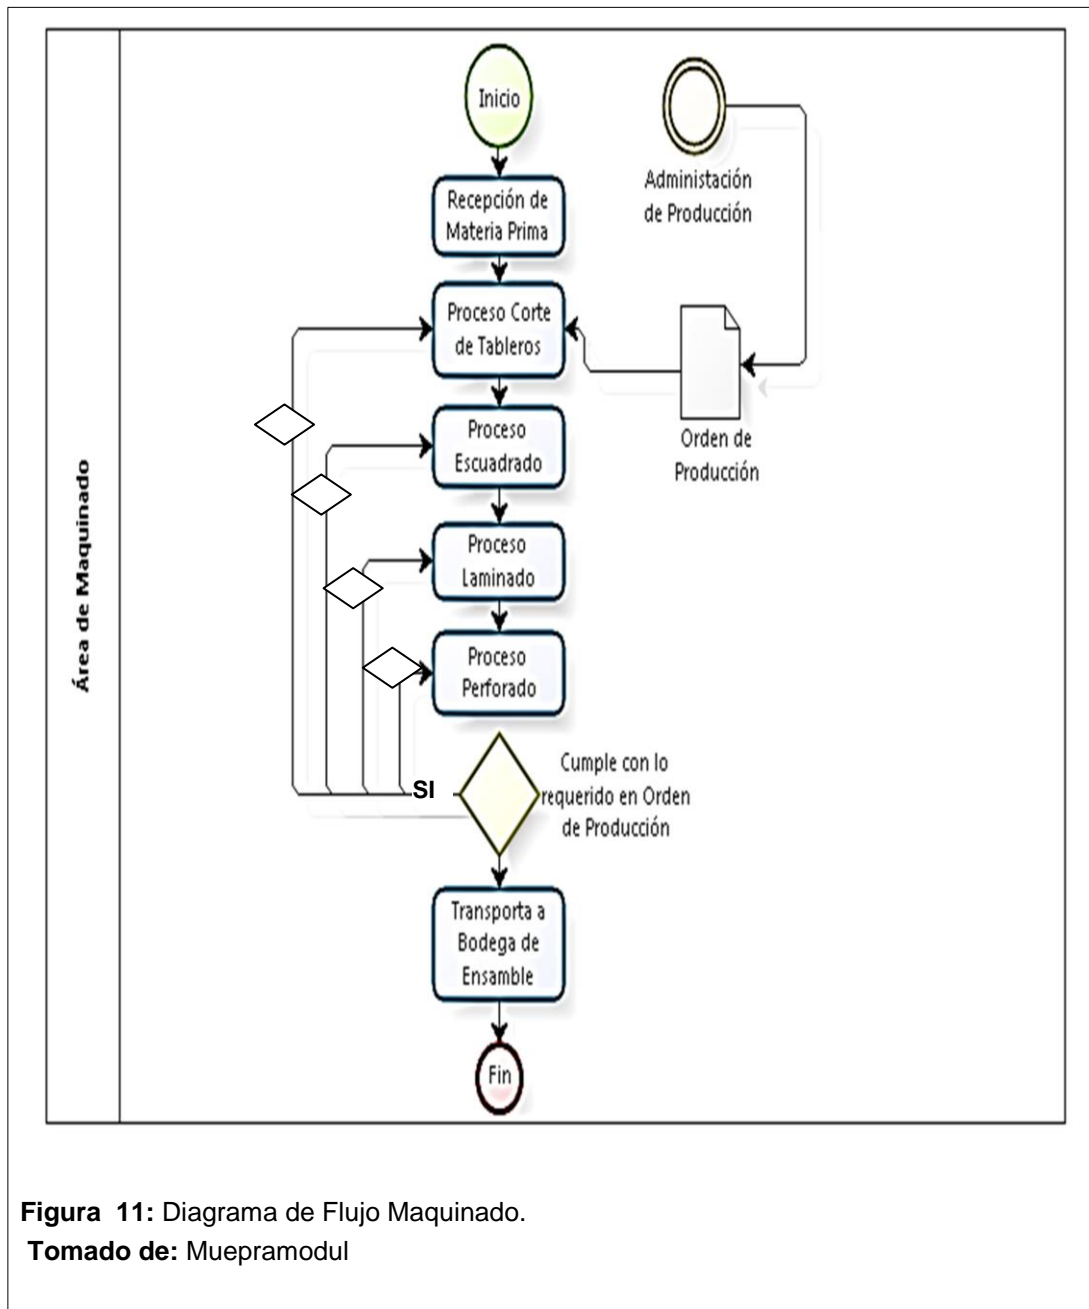 Área de Maquinado
Inicio
Administación
de Producción
Recepción de
Materia Prima
Proceso Corte
de Tableros
Orden de
Producción
Proceso
Escuadrado
Proceso
Laminado
Proceso
Perforado
SI
Cumple con lo
requerido en Orden
de Producción
Transporta a
Bodega de
Ensamble
Fin
Figura 11: Diagrama de Flujo Maquinado.
Tomado de: Muepramodul